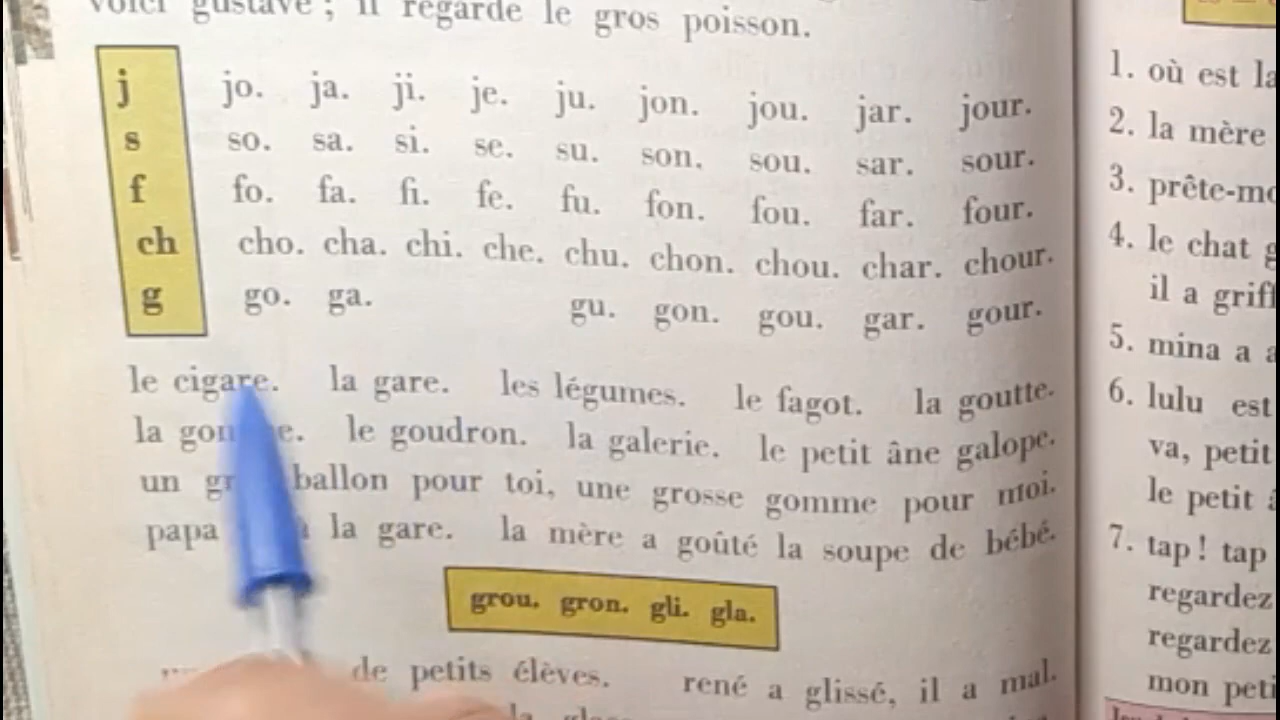 voici gustave ; il regarde le gros poisson.
j jo. ja. ji. je. ju. jon. jou. jar. jour.
s so. sa. si. se. su. son. sou. sar. sour.
f fo. fa. fi. fe. fu. fon. fou. far. four.
ch cho. cha. chi. che. chu. chon. chou. char. chour.
g go. ga. gu. gon. gou. gar. gour.
le cigare. la gare. les légumes. le fagot. la goutte.
la le goudron. la galerie. le petit âne galope.
un ballon pour toi, une grosse gomme pour moi.
papa la gare. la mère a goûté la soupe de bébé.
grou. gron. gli. gla.
de petits élèves. rené a glissé, il a mal.
1. où est la
2. la mère
3.
4. le chat
il a
5. mina a
6. lulu est
va, petit
le petit
7. tap ! tap
regardez
regardez
mon